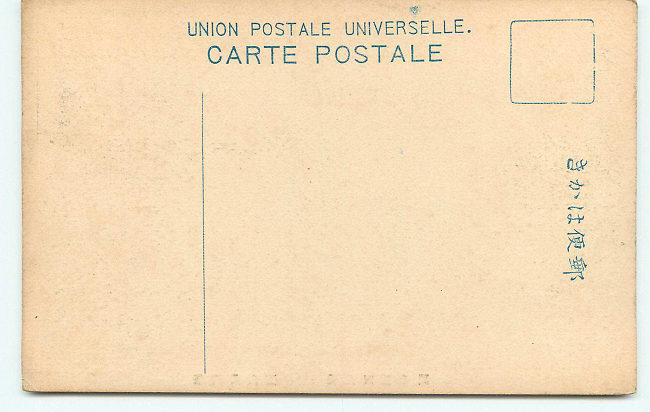 UNION POSTALE UNIVERSELLE.
CARTE POSTALE
きかは便郵